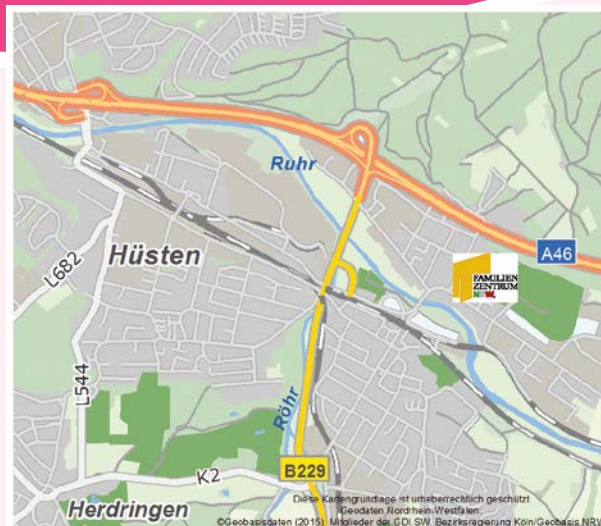 Ruhr
A46
FAMILIEN
ZENTRUM
NRW
Hüsten
L682
L544
Röhr
K2
B229
Herdringen
Diese Kartengrundlage ist urheberrechtlich geschützt
Geodaten Nordrhein-Westfalen:
©Geobasisdaten (2015): Mitglieder der GDI SW, Bezirksregierung Köln/Geobasis NRW